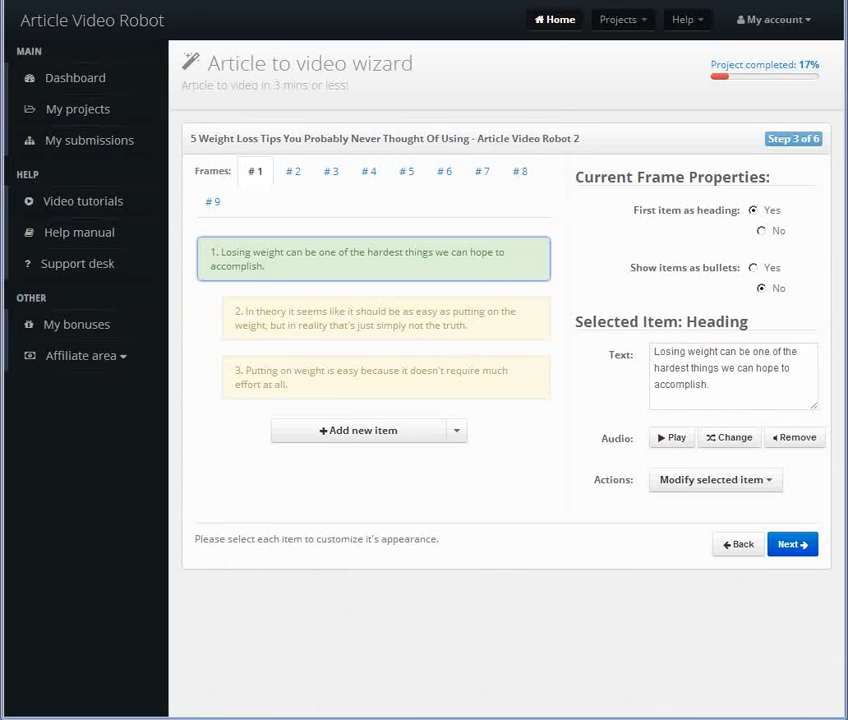 Article Video Robot
Home
Projects
Help
My account
MAIN
Dashboard
My projects
My submissions
HELP
Video tutorials
Help manual
? Support desk
OTHER
My bonuses
Affiliate area
Article to video wizard
Article to video in 3 mins or less!
Project completed: 17%
5 Weight Loss Tips You Probably Never Thought Of Using - Article Video Robot 2
Step 3 of 6
Frames: # 1 # 2 # 3 # 4 # 5 # 6 # 7 # 8
# 9
1. Losing weight can be one of the hardest things we can hope to
accomplish.
2. In theory it seems like it should be as easy as putting on the
weight, but in reality that's just simply not the truth.
3. Putting on weight is easy because it doesn't require much
effort at all.
+ Add new item
Please select each item to customize it's appearance.
Current Frame Properties:
First item as heading: Yes
No
Show items as bullets: Yes
No
Selected Item: Heading
Text: Losing weight can be one of the
hardest things we can hope to
accomplish.
Audio: Play Change Remove
Actions: Modify selected item
Back Next